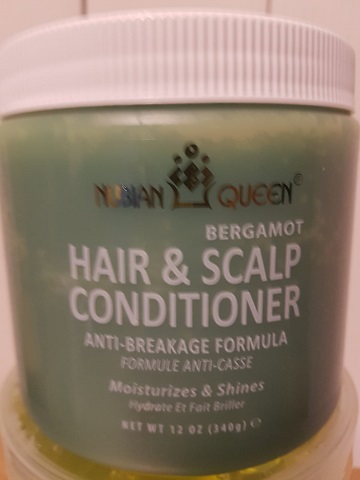 NUBIAN QUEEN®
BERGAMOT
HAIR & SCALP
CONDITIONER
ANTI-BREAKAGE FORMULA
FORMULE ANTI-CASSE
Moisturizes & Shines
Hydrate Et Fait Briller
NET WT 12 OZ (340g) ℮